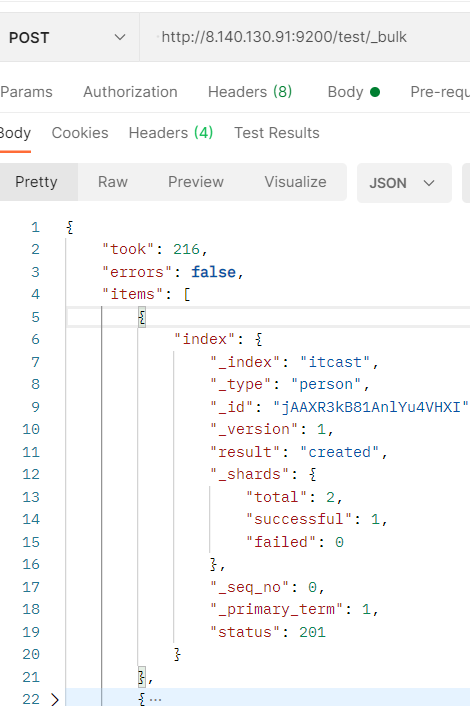 POST http://8.140.130.91:9200/test/_bulk
Params Authorization Headers (8) Body Pre-requ
Body Cookies Headers (4) Test Results
Pretty Raw Preview Visualize JSON
1 {
2 "took": 216,
3 "errors": false,
4 "items": [
5 {
6 "index": {
7 "_index": "itcast",
8 "_type": "person",
9 "_id": "jAAXR3kB81AnlYu4VHXI"
10 "_version": 1,
11 "result": "created",
12 "_shards": {
13 "total": 2,
14 "successful": 1,
15 "failed": 0
16 },
17 "_seq_no": 0,
18 "_primary_term": 1,
19 "status": 201
20 }
21 },
22 {...